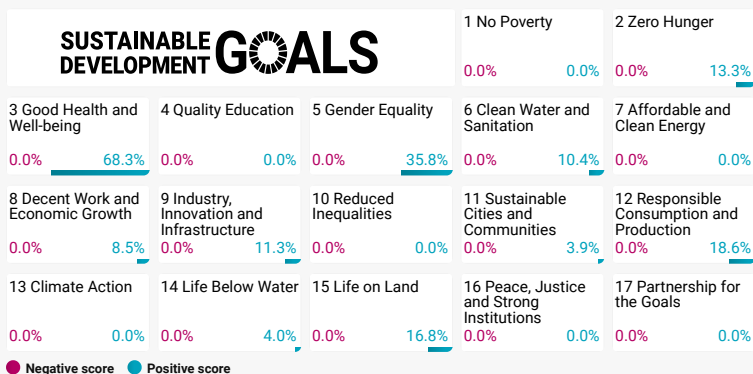 SUSTAINABLE
DEVELOPMENT
GOALS
1 No Poverty
0.0% 0.0%
2 Zero Hunger
0.0% 13.3%
3 Good Health and
Well-being
0.0% 68.3%
4 Quality Education
0.0% 0.0%
5 Gender Equality
0.0% 35.8%
6 Clean Water and
Sanitation
0.0% 10.4%
7 Affordable and
Clean Energy
0.0% 0.0%
8 Decent Work and
Economic Growth
0.0% 8.5%
9 Industry,
Innovation and
Infrastructure
0.0% 11.3%
10 Reduced
Inequalities
0.0% 0.0%
11 Sustainable
Cities and
Communities
0.0% 3.9%
12 Responsible
Consumption and
Production
0.0% 18.6%
13 Climate Action
0.0% 0.0%
14 Life Below Water
0.0% 4.0%
15 Life on Land
0.0% 16.8%
16 Peace, Justice
and Strong
Institutions
0.0% 0.0%
17 Partnership for
the Goals
0.0% 0.0%
Negative score Positive score